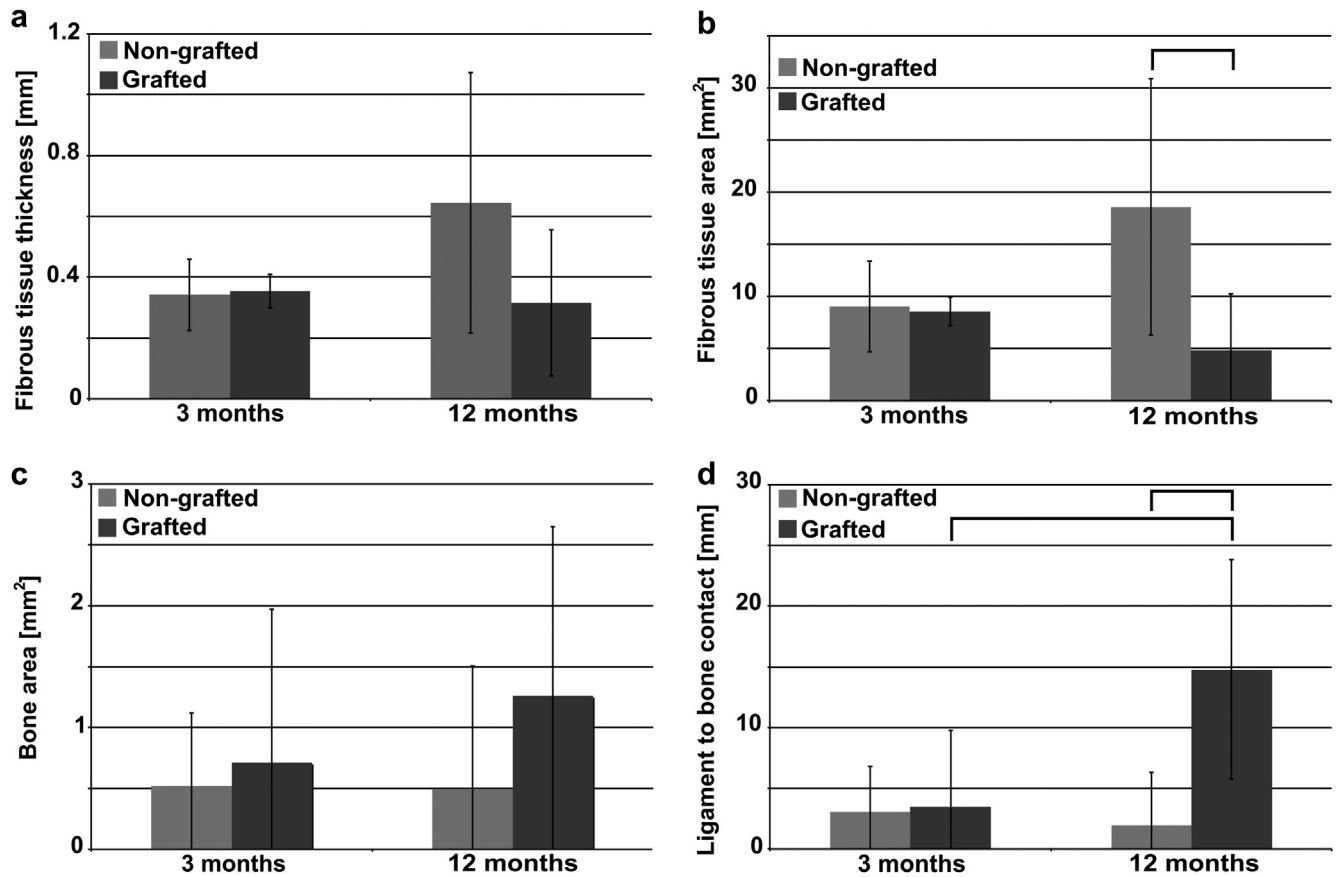 a
Fibrous tissue thickness [mm]
1.2
0.8
0.4
0
Non-grafted
Grafted
3 months
12 months
b
Fibrous tissue area [mm²]
30
20
10
0
Non-grafted
Grafted
3 months
12 months
c
Bone area [mm²]
3
2
1
0
Non-grafted
Grafted
3 months
12 months
d
Ligament to bone contact [mm]
30
20
10
0
Non-grafted
Grafted
3 months
12 months